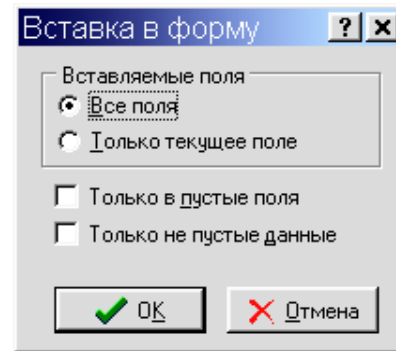 Вставка в форму
Вставляемые поля
Все поля
Только текущее поле
Только в пустые поля
Только не пустые данные
OK
Отмена